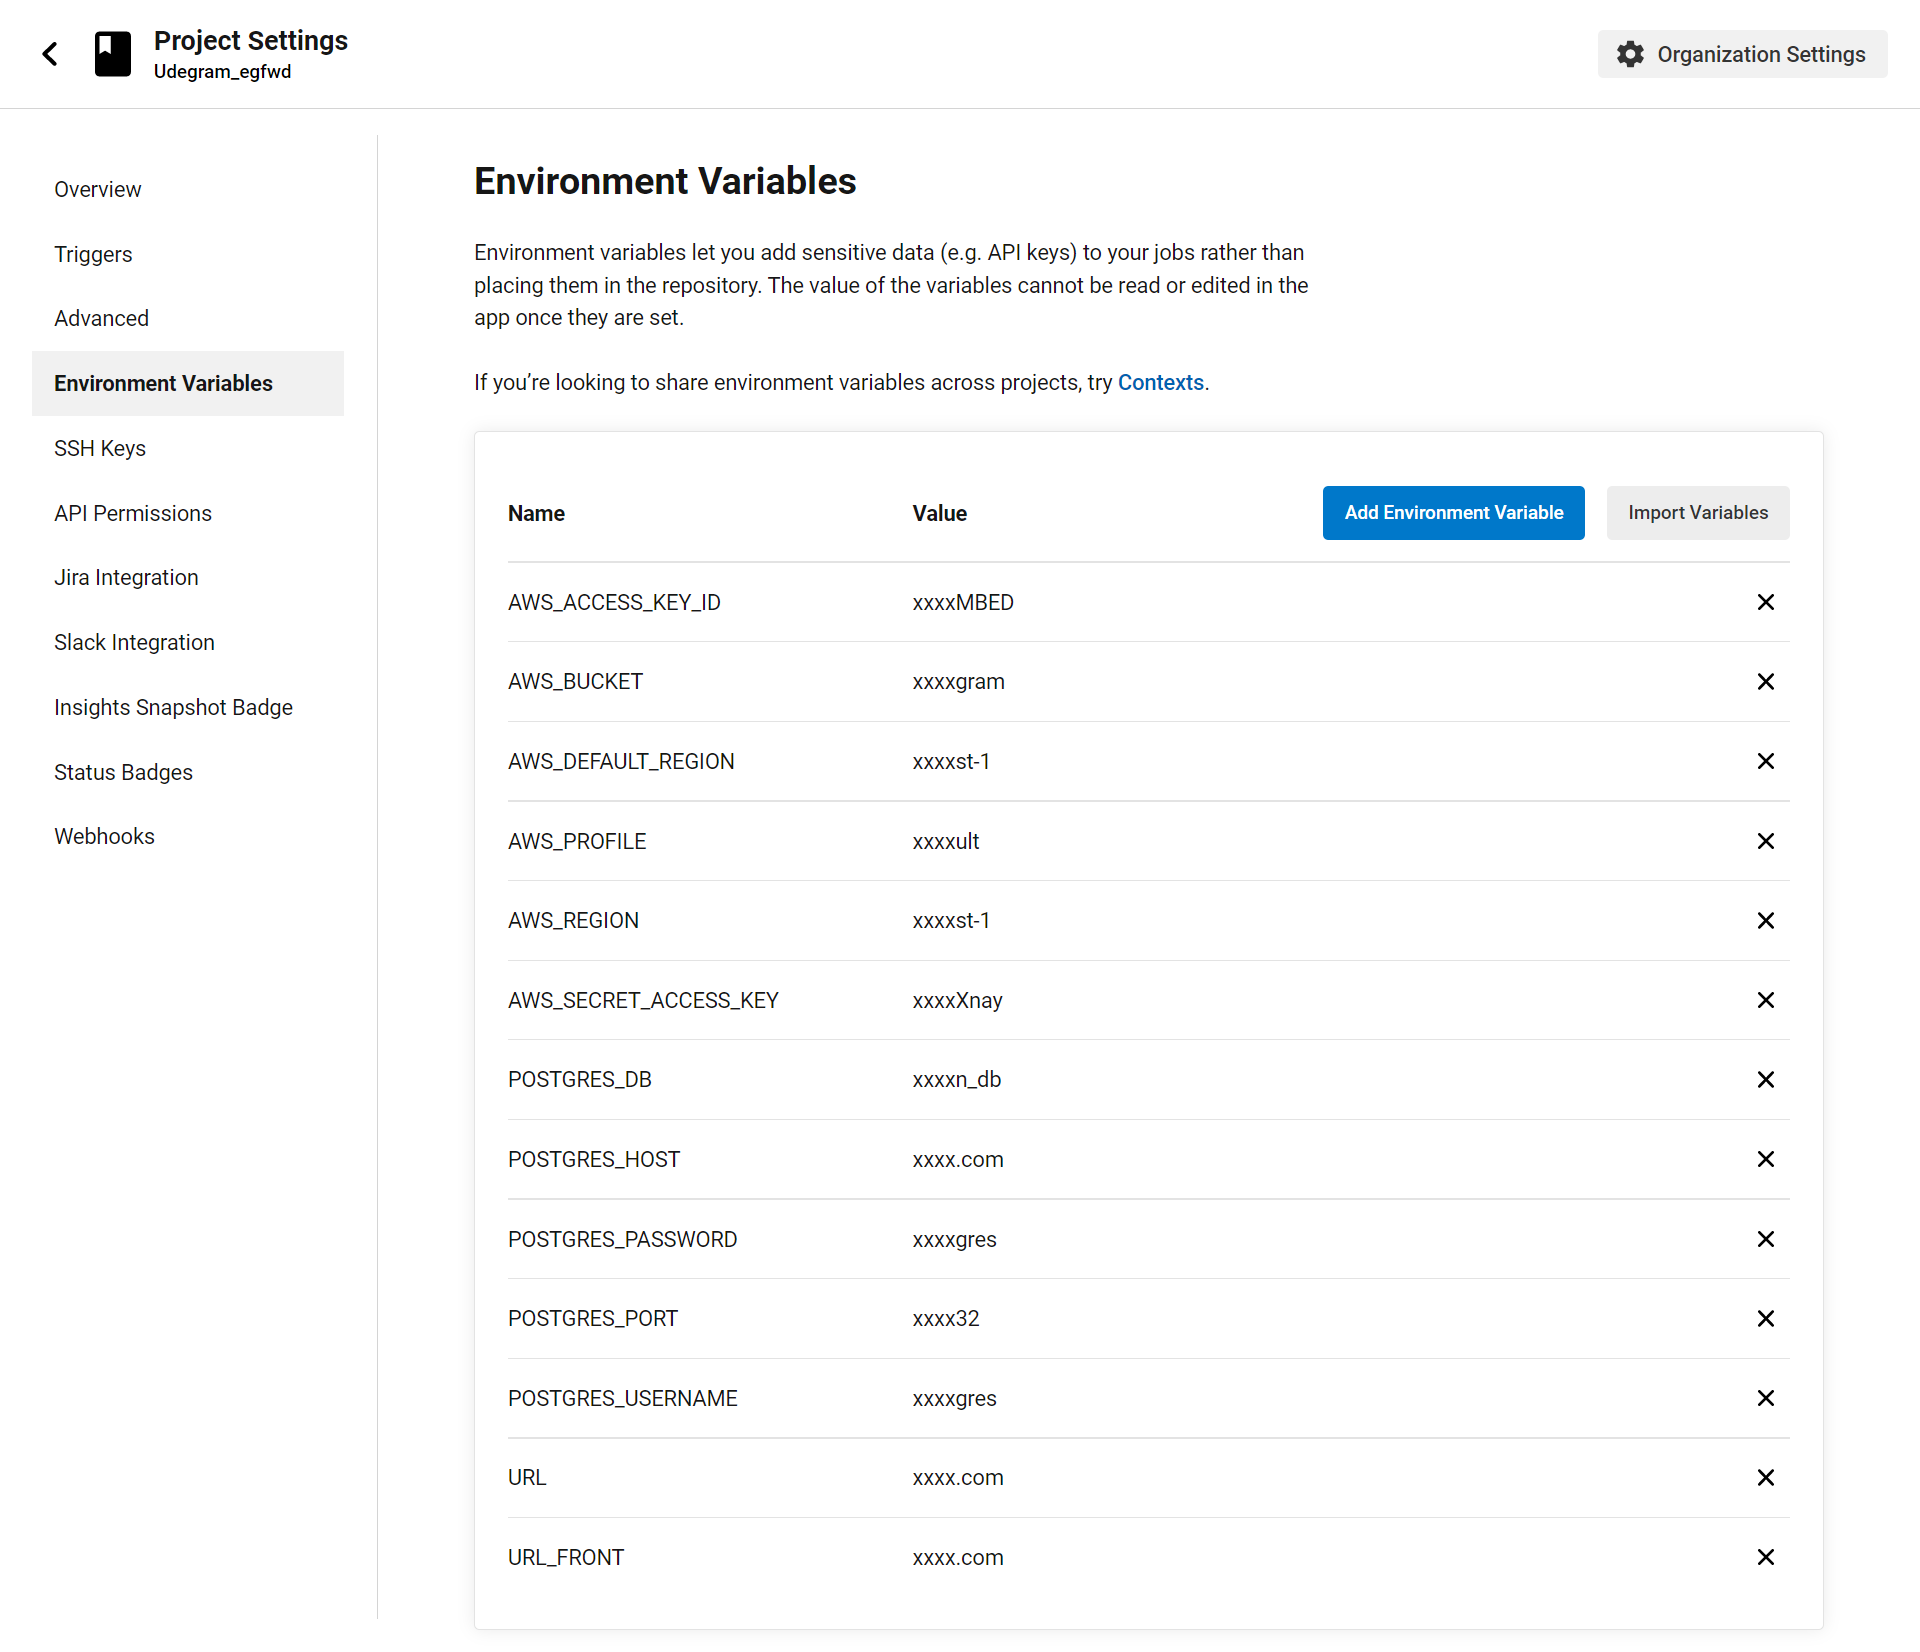 Project Settings
Udegram_egfwd
Organization Settings
Overview
Triggers
Advanced
Environment Variables
SSH Keys
API Permissions
Jira Integration
Slack Integration
Insights Snapshot Badge
Status Badges
Webhooks
Environment Variables
Environment variables let you add sensitive data (e.g. API keys) to your jobs rather than
placing them in the repository. The value of the variables cannot be read or edited in the
app once they are set.
If you’re looking to share environment variables across projects, try Contexts.
Name Value Add Environment Variable Import Variables
AWS_ACCESS_KEY_ID xxxxMBED
AWS_BUCKET xxxxgram
AWS_DEFAULT_REGION xxxxst-1
AWS_PROFILE xxxxult
AWS_REGION xxxxst-1
AWS_SECRET_ACCESS_KEY xxxxXnay
POSTGRES_DB xxxxn_db
POSTGRES_HOST xxxx.com
POSTGRES_PASSWORD xxxxgres
POSTGRES_PORT xxxx32
POSTGRES_USERNAME xxxxgres
URL xxxx.com
URL_FRONT xxxx.com